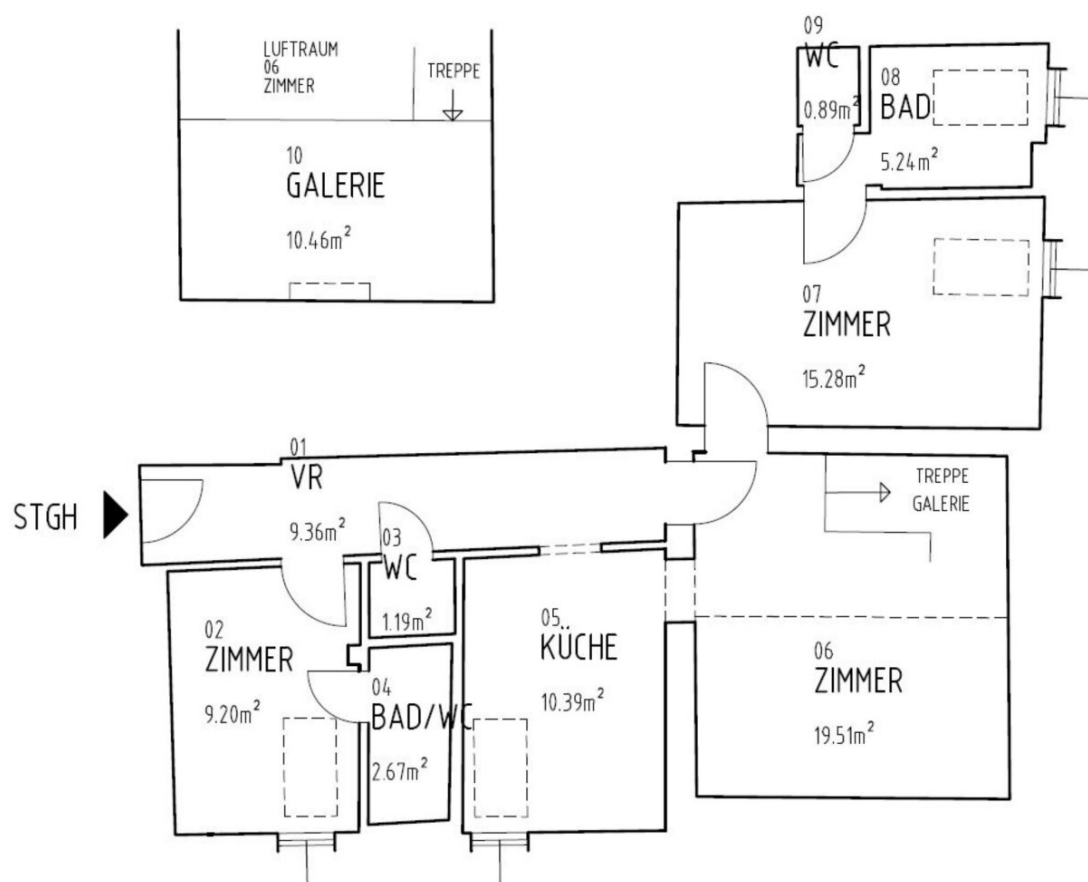 LUFTRAUM
06
ZIMMER
TREPPE
10
GALERIE
10.46m²
09
WC
0.89m²
08
BAD
5.24m²
07
ZIMMER
15.28m²
01
VR
9.36m²
STGH
03
WC
1.19m²
TREPPE
GALERIE
02
ZIMMER
9.20m²
04
BAD/WC
2.67m²
05
KÜCHE
10.39m²
06
ZIMMER
19.51m²